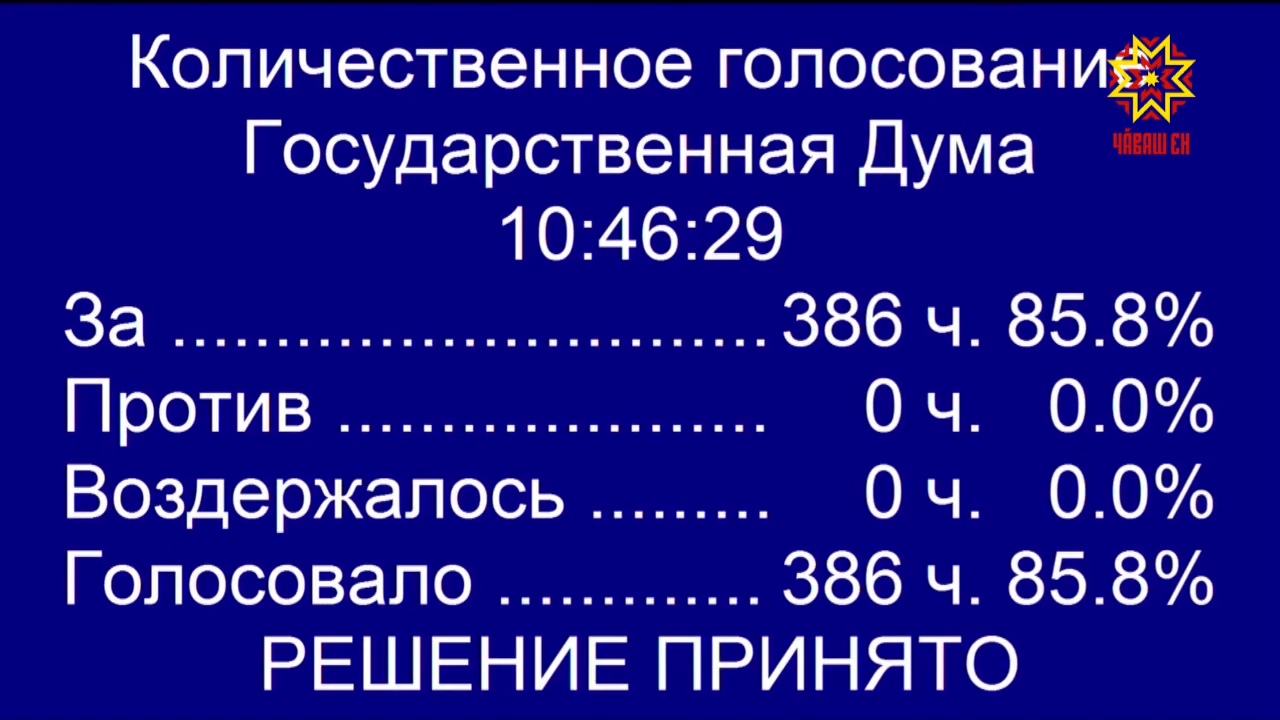 Количественное голосование
ЧӐВАШ ЕН
Государственная Дума
10:46:29
За ............................. 386 ч. 85.8%
Против ..................... 0 ч. 0.0%
Воздержалось ......... 0 ч. 0.0%
Голосовало ............. 386 ч. 85.8%
РЕШЕНИЕ ПРИНЯТО